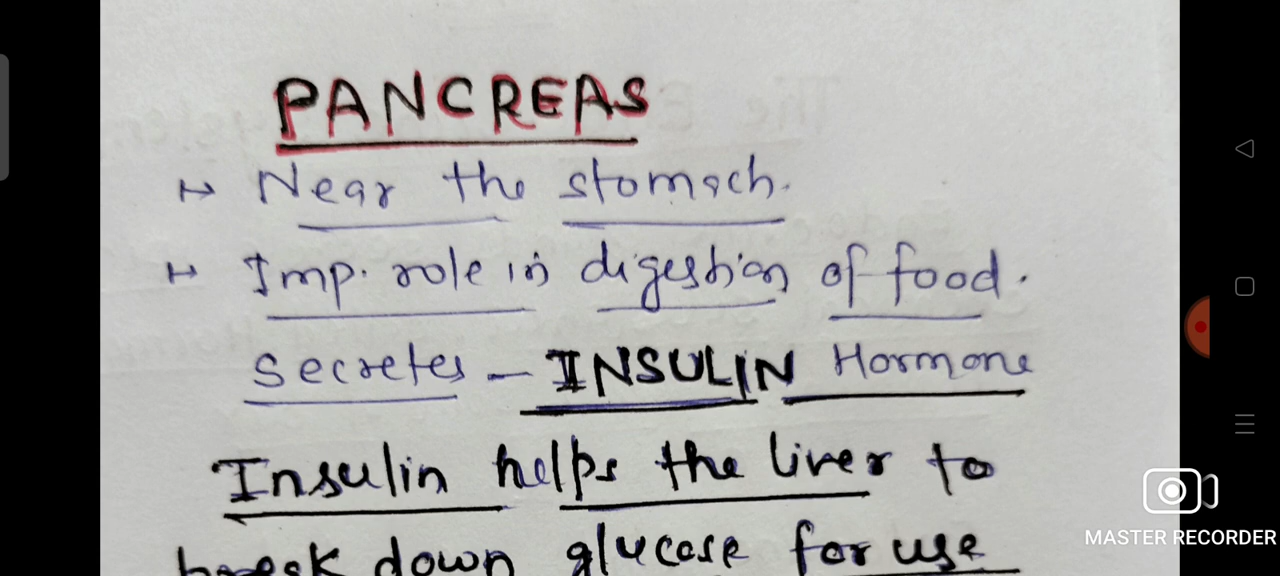 PANCREAS
↦ Near the stomach.
↦ Imp. role in digestion of food.
secretes – INSULIN Hormone
Insulin helps the liver to
break down glucose for use
MASTER RECORDER